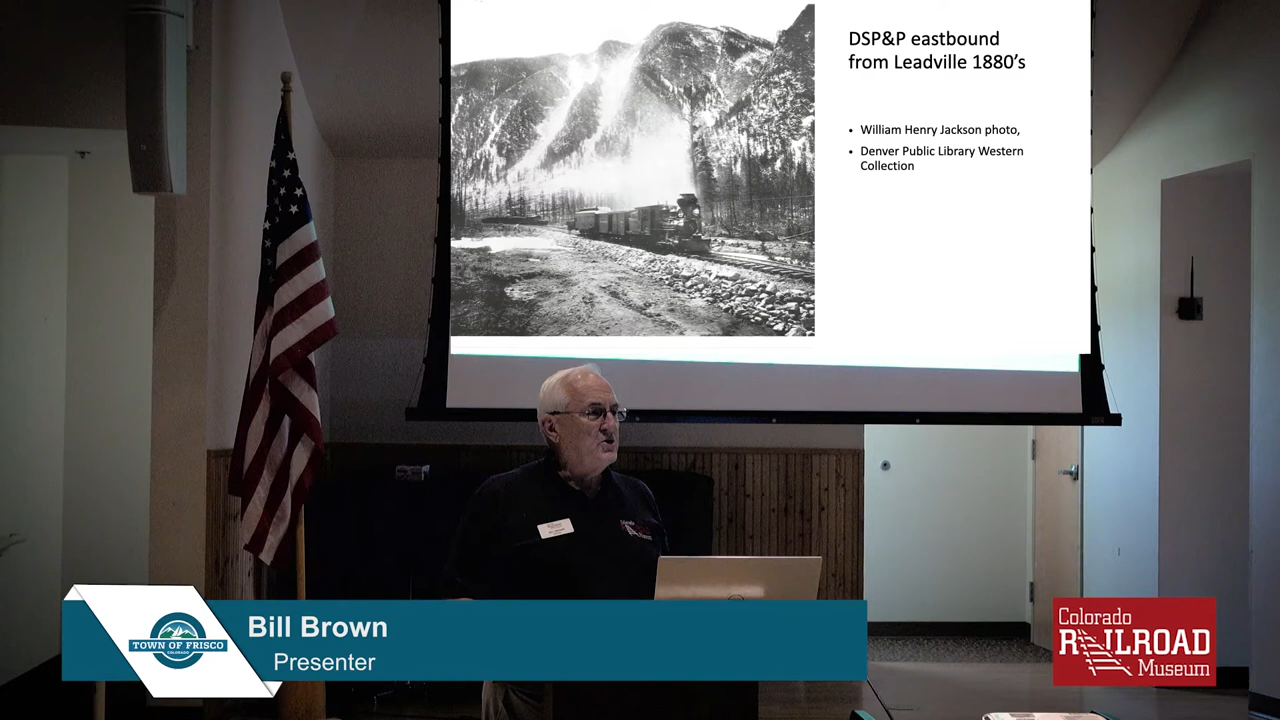 DSP&P eastbound
from Leadville 1880's
• William Henry Jackson photo,
• Denver Public Library Western
Collection
Bill Brown
Presenter
TOWN OF FRISCO
COLORADO
Colorado
RAILROAD
Museum